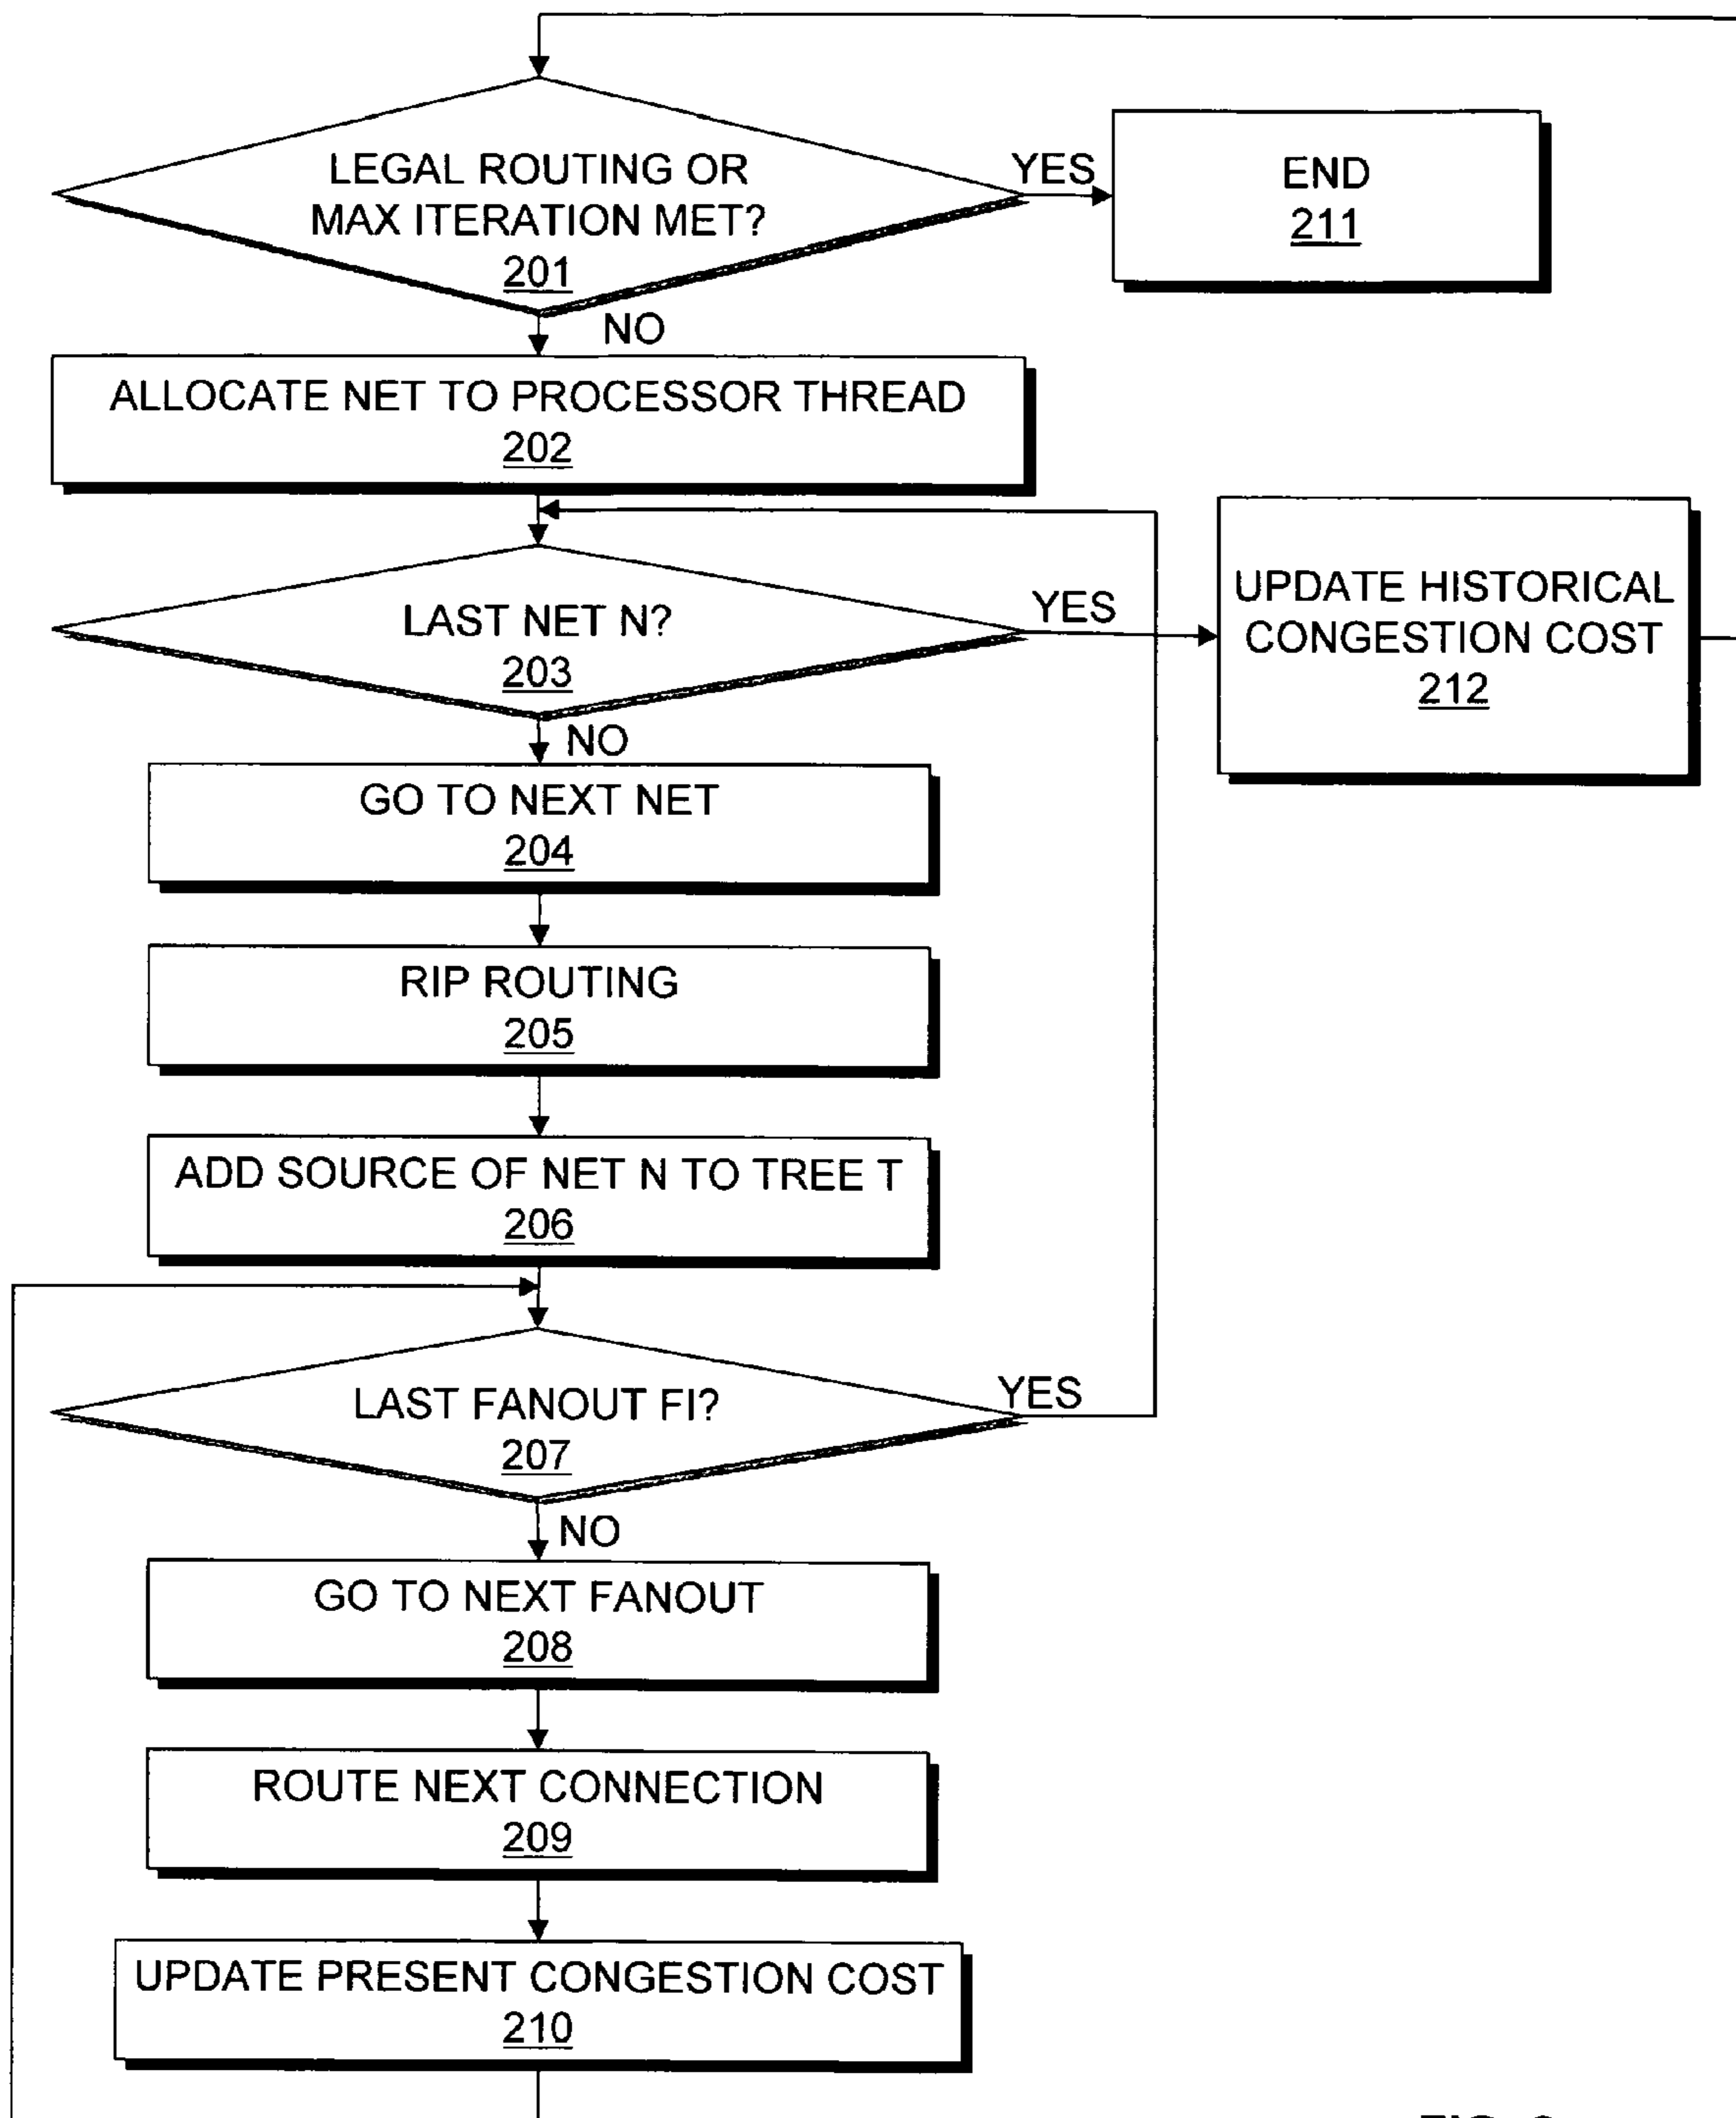 LEGAL ROUTING OR
MAX ITERATION MET?
201
YES
END
211
NO
ALLOCATE NET TO PROCESSOR THREAD
202
LAST NET N?
203
YES
UPDATE HISTORICAL
CONGESTION COST
212
NO
GO TO NEXT NET
204
RIP ROUTING
205
ADD SOURCE OF NET N TO TREE T
206
LAST FANOUT FI?
207
YES
NO
GO TO NEXT FANOUT
208
ROUTE NEXT CONNECTION
209
UPDATE PRESENT CONGESTION COST
210